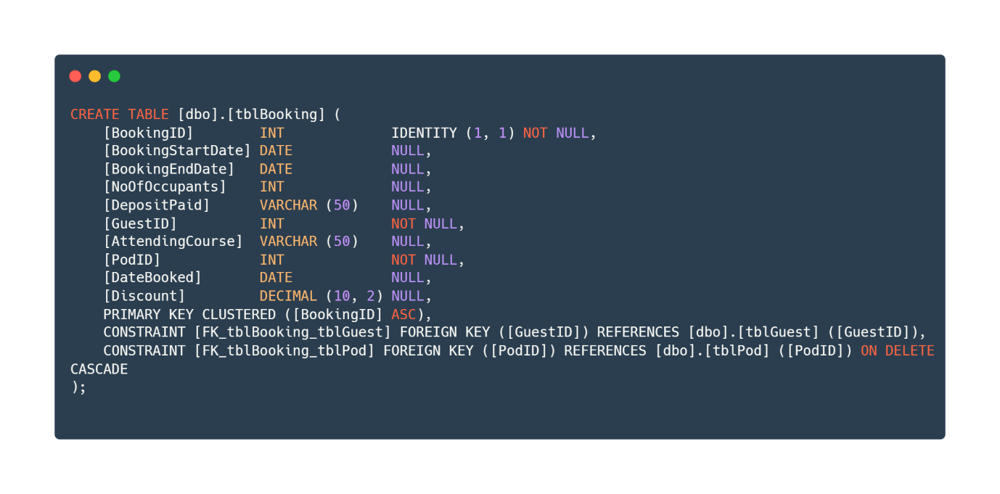 CREATE TABLE [dbo].[tblBooking] (
    [BookingID]        INT             IDENTITY (1, 1) NOT NULL,
    [BookingStartDate] DATE            NULL,
    [BookingEndDate]   DATE            NULL,
    [NoOfOccupants]    INT             NULL,
    [DepositPaid]      VARCHAR (50)    NULL,
    [GuestID]          INT             NOT NULL,
    [AttendingCourse]  VARCHAR (50)    NULL,
    [PodID]            INT             NOT NULL,
    [DateBooked]       DATE            NULL,
    [Discount]         DECIMAL (10, 2) NULL,
    PRIMARY KEY CLUSTERED ([BookingID] ASC),
    CONSTRAINT [FK_tblBooking_tblGuest] FOREIGN KEY ([GuestID]) REFERENCES [dbo].[tblGuest] ([GuestID]),
    CONSTRAINT [FK_tblBooking_tblPod] FOREIGN KEY ([PodID]) REFERENCES [dbo].[tblPod] ([PodID]) ON DELETE
CASCADE
);